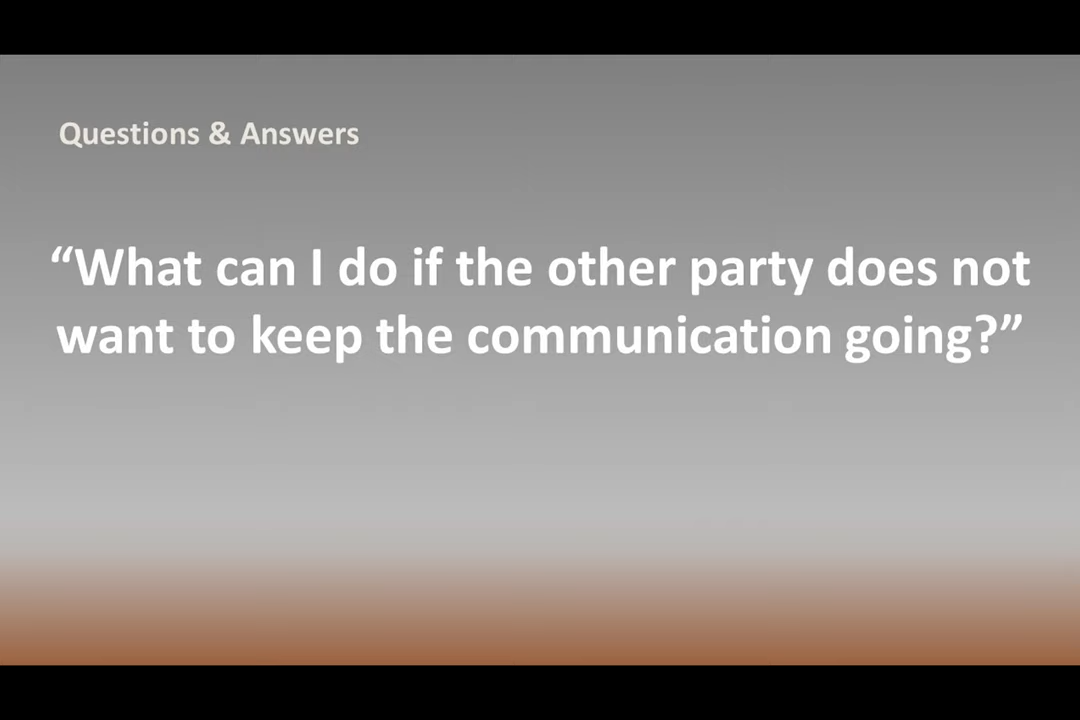 Questions & Answers
“What can I do if the other party does not
want to keep the communication going?”